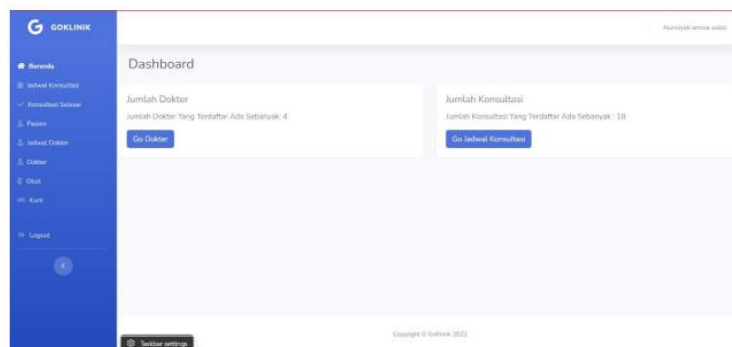 GOKLINIK
Beranda
Jadwal Konsultasi
Konsultasi Selesai
Pasien
Jadwal Dokter
Dokter
Obat
Kurir
Logout
Dashboard
Jumlah Dokter
Jumlah Dokter Yang Terdaftar Ada Sebanyak: 4
Go Dokter
Jumlah Konsultasi
Jumlah Konsultasi Yang Terdaftar Ada Sebanyak : 18
Go Jadwal Konsultasi
Copyright © GoKlinik 2022
Taskbar settings